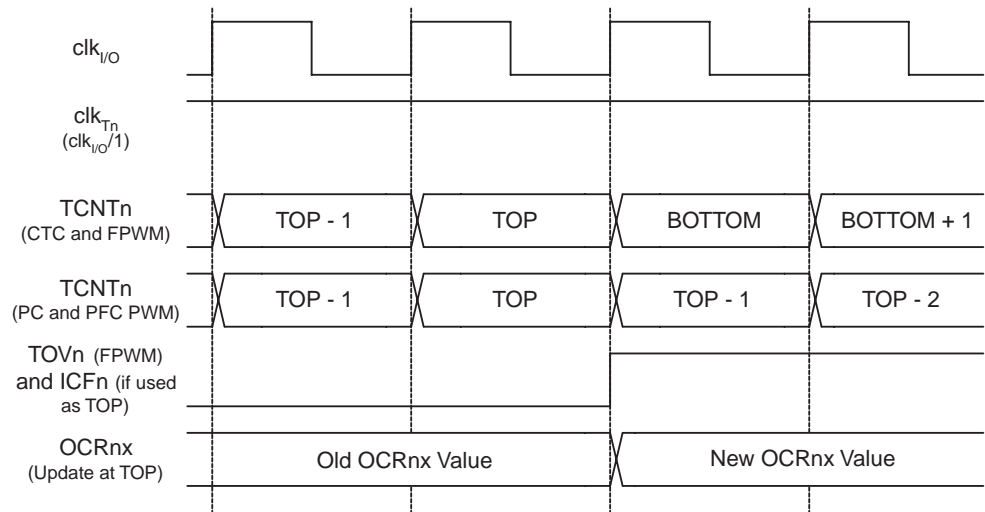 clkI/O
clkTn
(clkI/O/1)
TCNTn
(CTC and FPWM)
TOP - 1
TOP
BOTTOM
BOTTOM + 1
TCNTn
(PC and PFC PWM)
TOP - 1
TOP
TOP - 1
TOP - 2
TOVn (FPWM)
and ICFn (if used
as TOP)
OCRnx
(Update at TOP)
Old OCRnx Value
New OCRnx Value